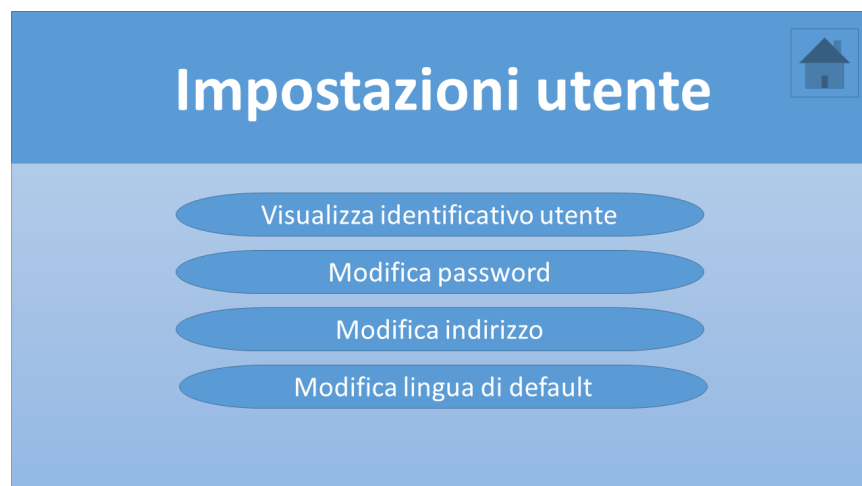 Impostazioni utente
Visualizza identificativo utente
Modifica password
Modifica indirizzo
Modifica lingua di default